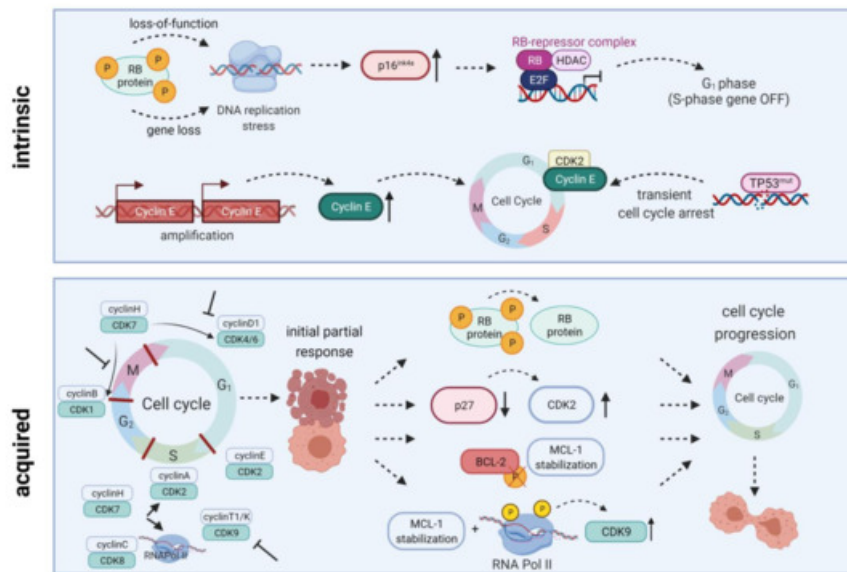 intrinsic
loss-of-function
P
P
P
RB
protein
gene loss
DNA replication
stress
p16ink4a
RB-repressor complex
RB
HDAC
E2F
G1 phase
(S-phase gene OFF)
Cyclin E
Cyclin E
amplification
Cyclin E
G1
CDK2
Cyclin E
Cell Cycle
M
G2
S
transient
cell cycle arrest
TP53mut
acquired
cyclinH
CDK7
cyclinD1
CDK4/6
cyclinB
CDK1
M
G1
Cell cycle
G2
S
cyclinE
CDK2
cyclinA
CDK2
cyclinH
CDK7
cyclinT1/K
CDK9
cyclinC
CDK8
RNAPol II
initial partial
response
P
P
P
RB
protein
RB
protein
p27
CDK2
BCL-2
P
MCL-1
stabilization
MCL-1
stabilization
+
P
P
RNA Pol II
CDK9
cell cycle
progression
M
G1
Cell cycle
G2
S